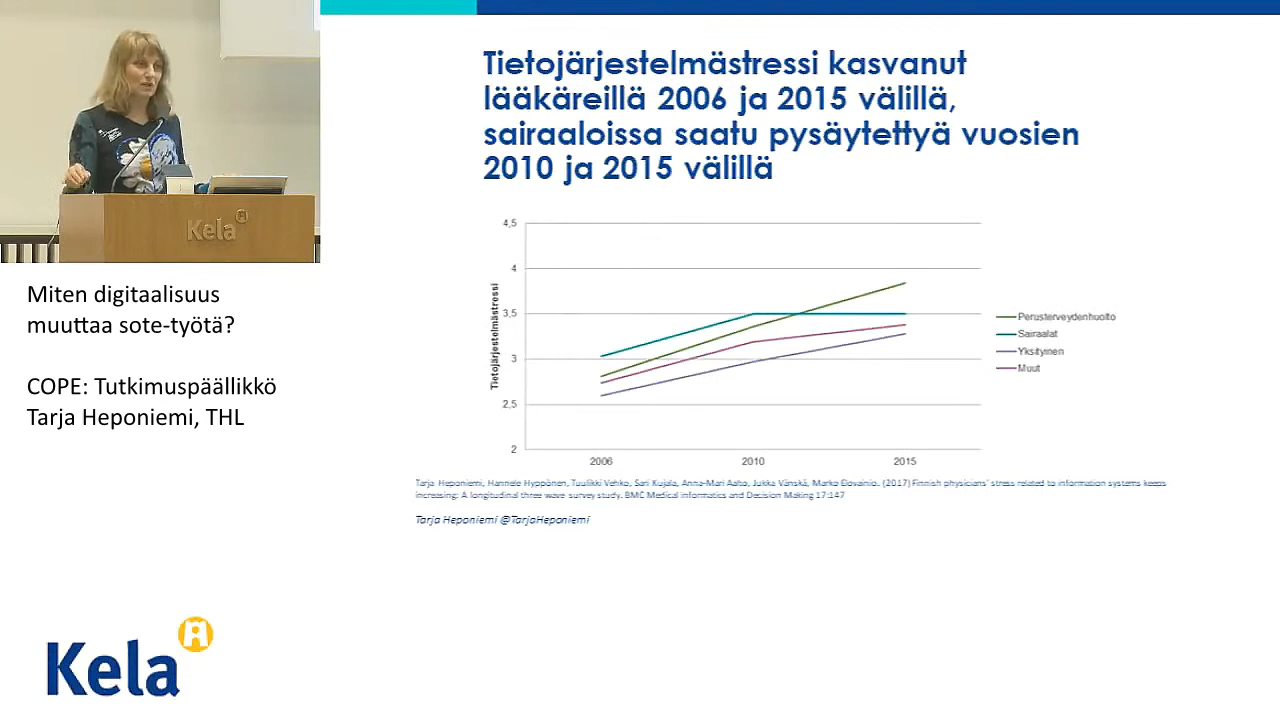 Tietojärjestelmästressi kasvanut
lääkäreillä 2006 ja 2015 välillä,
sairaaloissa saatu pysäytettyä vuosien
2010 ja 2015 välillä
Kela
Miten digitaalisuus
muuttaa sote-työtä?
COPE: Tutkimuspäällikkö
Tarja Heponiemi, THL
Tietojärjestelmästressi
4,5
4
3,5
3
2,5
2
2006
2010
2015
Perusterveydenhuolto
Sairaalat
Yksityinen
Muut
Tarja Heponiemi, Hannele Hyppönen, Tuulikki Vehko, Sari Kujala, Anna-Mari Aalto, Jukka Vänskä, Marko Elovainio. (2017) Finnish physicians' stress related to information systems keeps
increasing: A longitudinal three wave survey study. BMC Medical Informatics and Decision Making 17:147
Tarja Heponiemi @TarjaHeponiemi
Kela